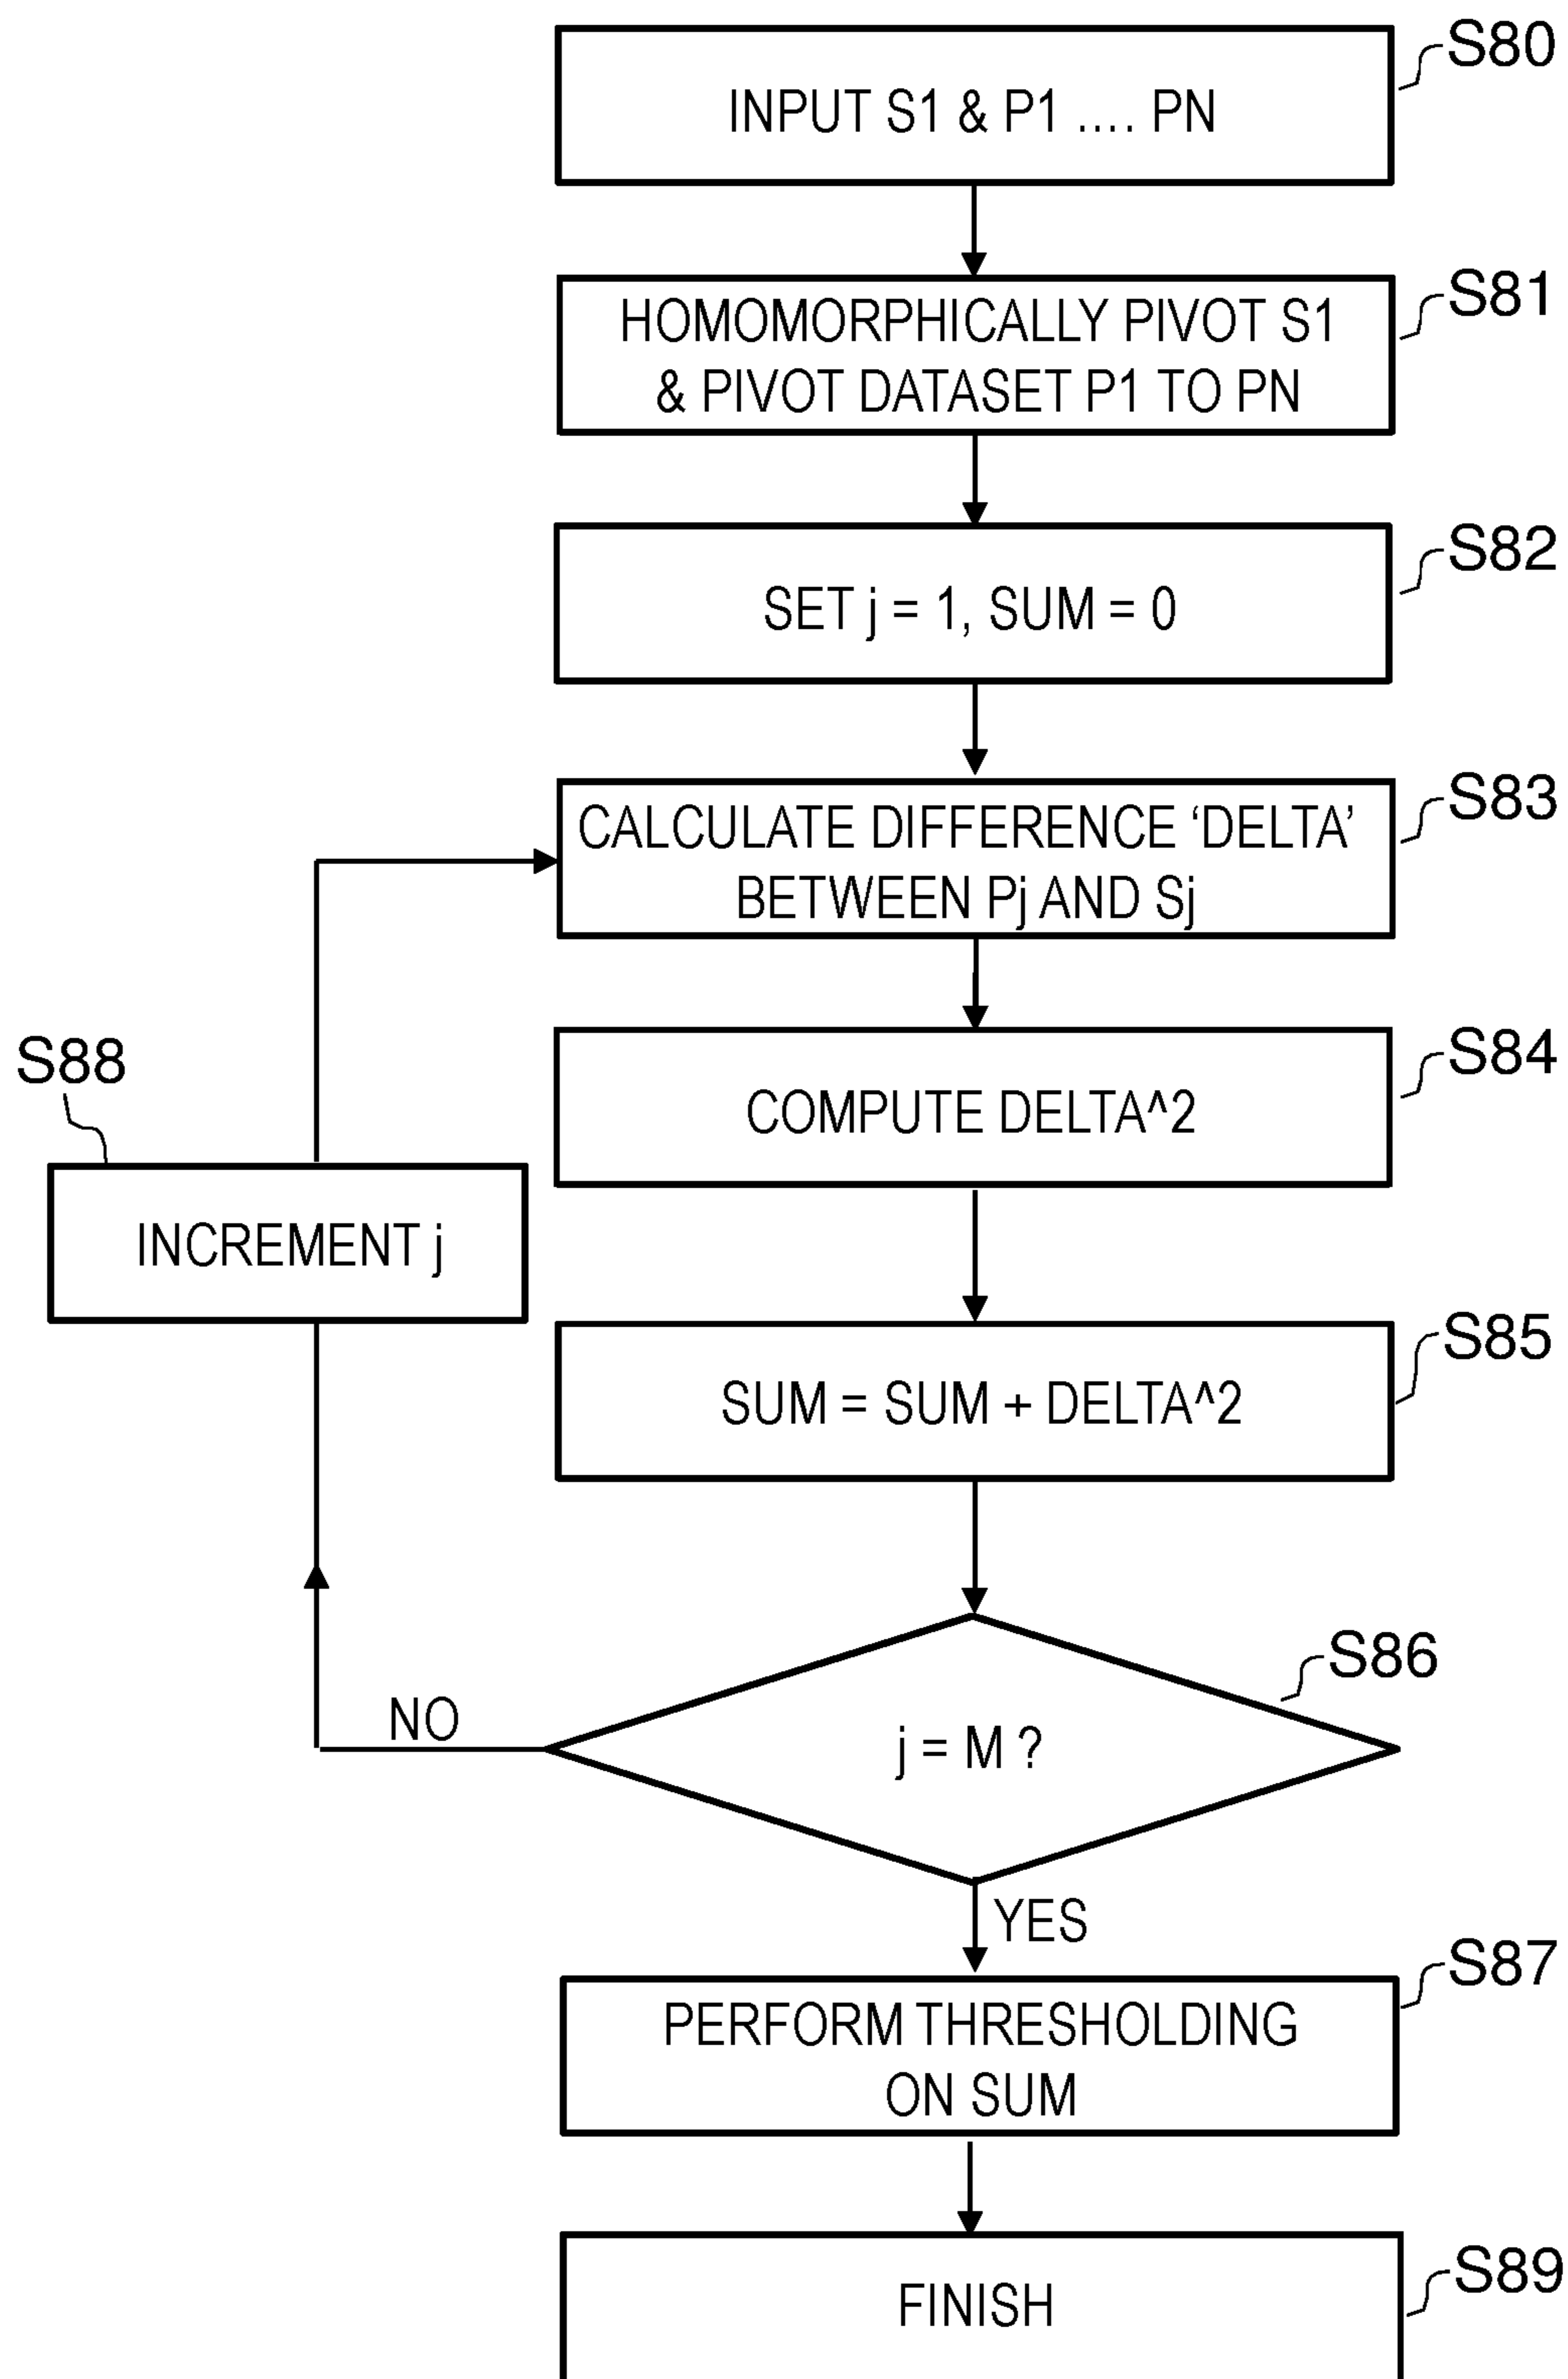 S80
INPUT S1 & P1 .... PN
S81
HOMOMORPHICALLY PIVOT S1
& PIVOT DATASET P1 TO PN
S82
SET j = 1, SUM = 0
S83
CALCULATE DIFFERENCE ‘DELTA’
BETWEEN Pj AND Sj
S84
COMPUTE DELTA^2
S88
INCREMENT j
S85
SUM = SUM + DELTA^2
S86
j = M ?
NO
YES
S87
PERFORM THRESHOLDING
ON SUM
S89
FINISH